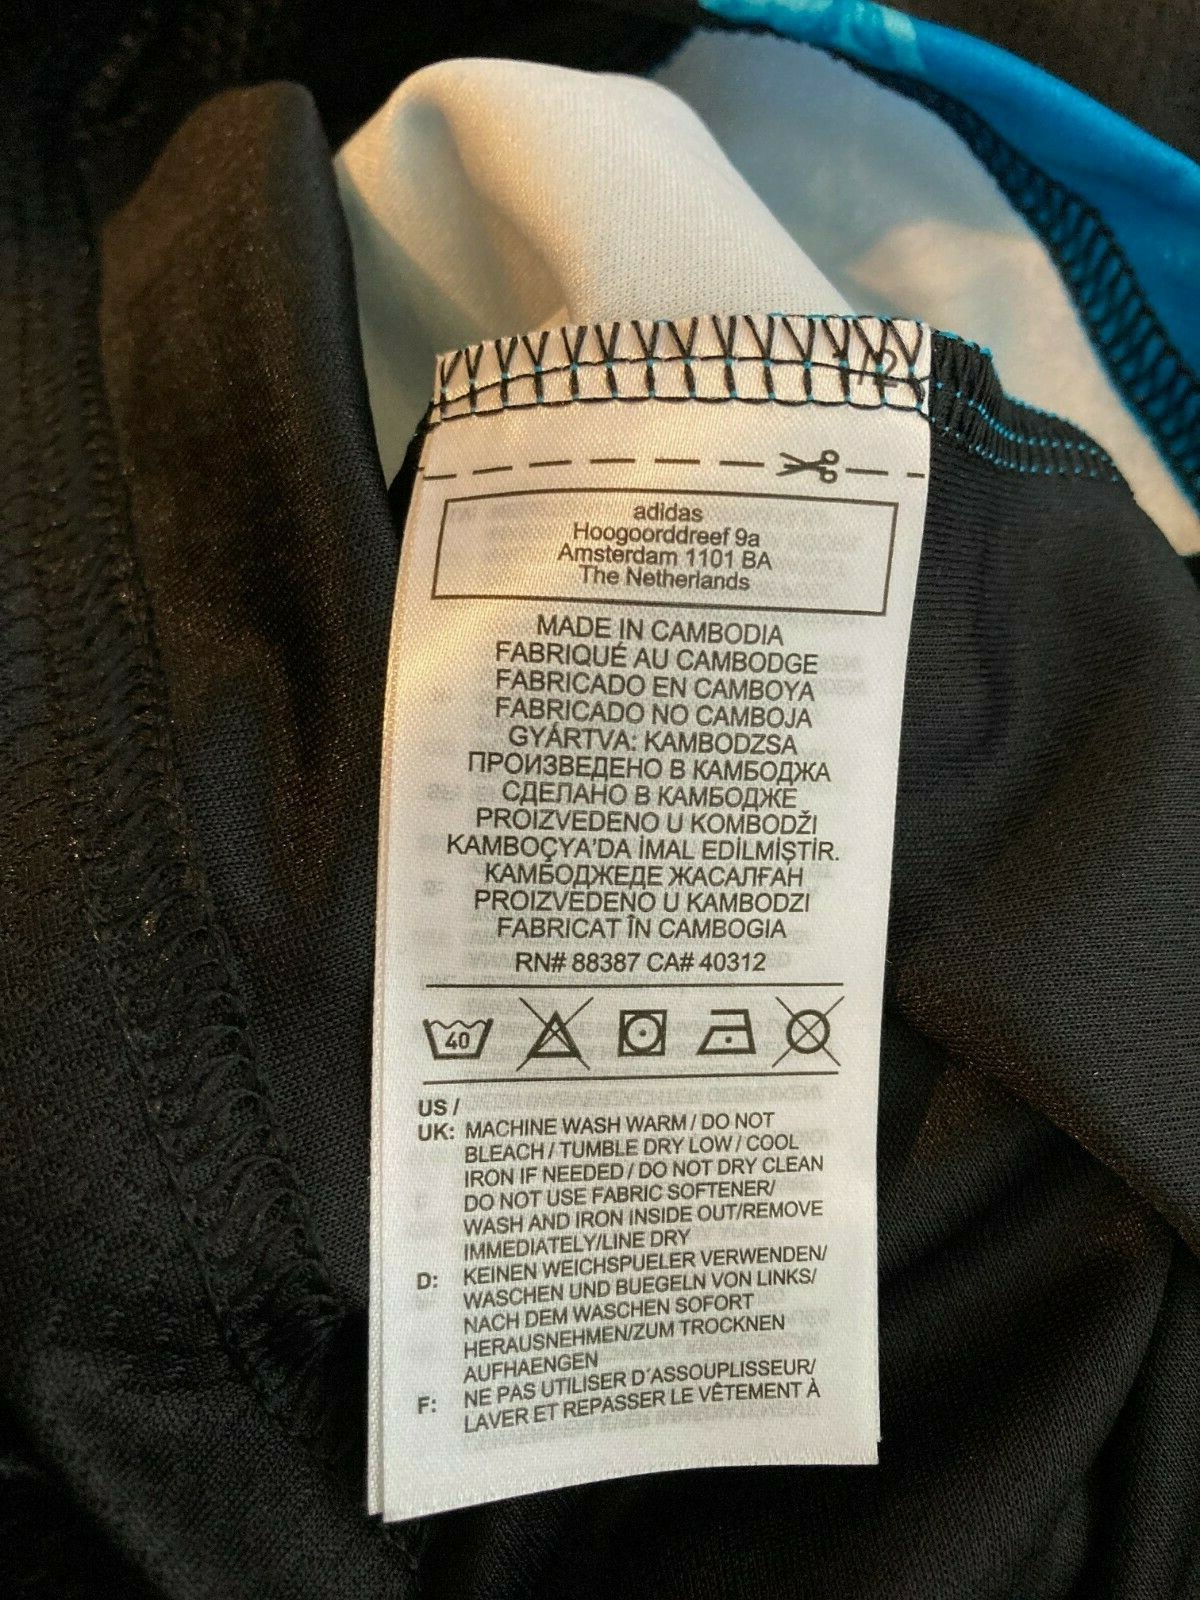 1/2
adidas
Hoogoorddreef 9a
Amsterdam 1101 BA
The Netherlands
MADE IN CAMBODIA
FABRIQUÉ AU CAMBODGE
FABRICADO EN CAMBOYA
FABRICADO NO CAMBOJA
GYÁRTVA: KAMBODZSA
ПРОИЗВЕДЕНО В КАМБОДЖА
СДЕЛАНО В КАМБОДЖЕ
PROIZVEDENO U KOMBODŽI
KAMBOÇYA'DA İMAL EDİLMİŞTİR.
КАМБОДЖЕДЕ ЖАСАЛҒАН
PROIZVEDENO U KAMBODZI
FABRICAT ÎN CAMBOGIA
RN# 88387 CA# 40312
40
US /
UK: MACHINE WASH WARM / DO NOT
BLEACH / TUMBLE DRY LOW / COOL
IRON IF NEEDED / DO NOT DRY CLEAN
DO NOT USE FABRIC SOFTENER/
WASH AND IRON INSIDE OUT/REMOVE
IMMEDIATELY/LINE DRY
D: KEINEN WEICHSPUELER VERWENDEN/
WASCHEN UND BUEGELN VON LINKS/
NACH DEM WASCHEN SOFORT
HERAUSNEHMEN/ZUM TROCKNEN
AUFHAENGEN
F: NE PAS UTILISER D´ASSOUPLISSEUR/
LAVER ET REPASSER LE VÊTEMENT À